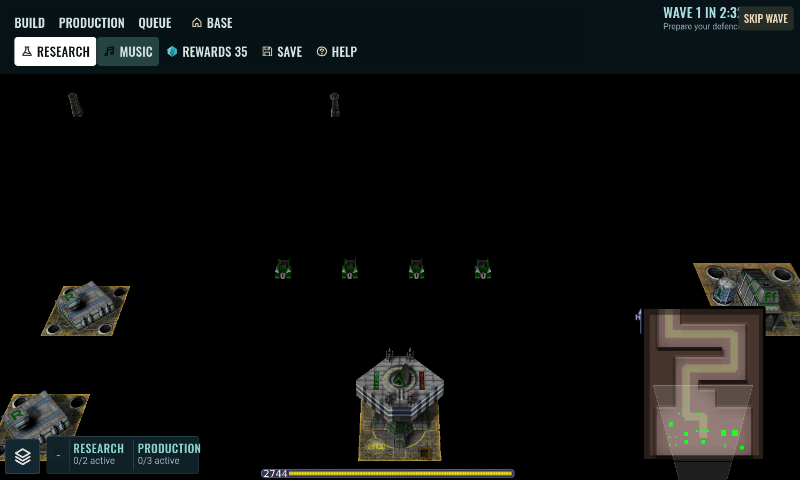 BUILD PRODUCTION QUEUE BASE
WAVE 1 IN 2:3
Prepare your defenc
SKIP WAVE
RESEARCH MUSIC REWARDS 35 SAVE HELP
RESEARCH
0/2 active
PRODUCTION
0/3 active
2744